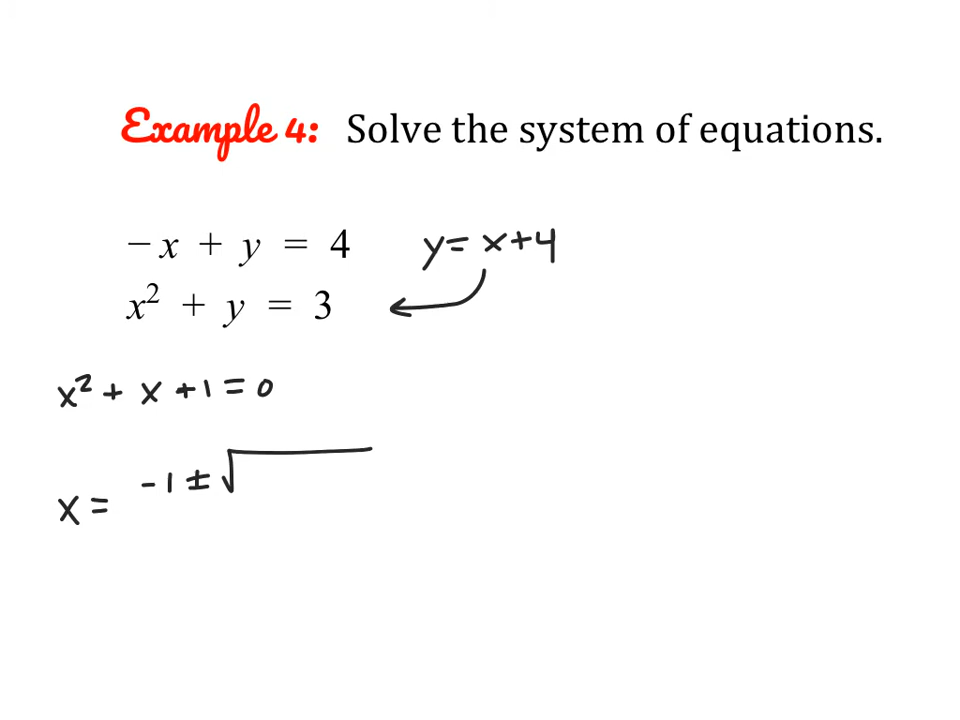 Example 4: Solve the system of equations.
−x + y = 4 y = x+4
x² + y = 3
x² + x +1 = 0
x = -1 ± √